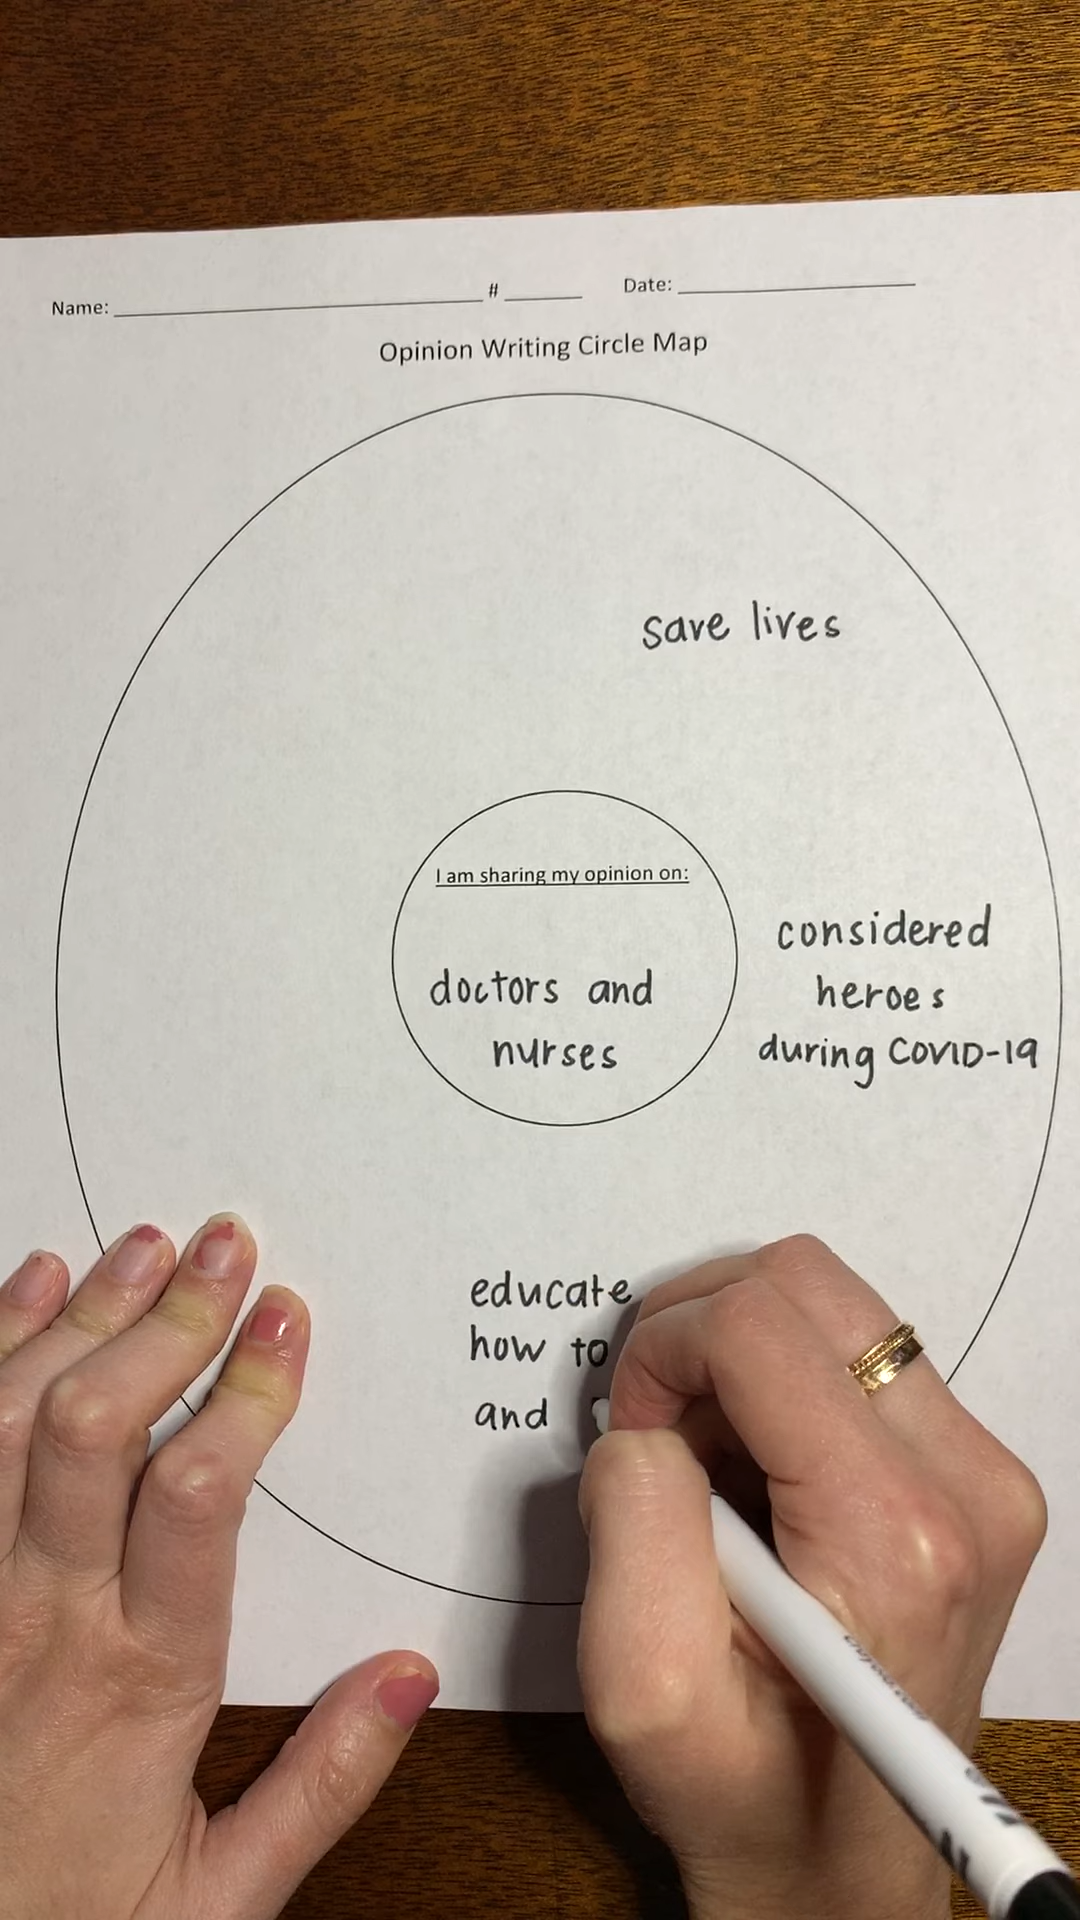 Name: # Date:
Opinion Writing Circle Map
save lives
I am sharing my opinion on:
doctors and
nurses
considered
heroes
during COVID-19
educate
how to
and